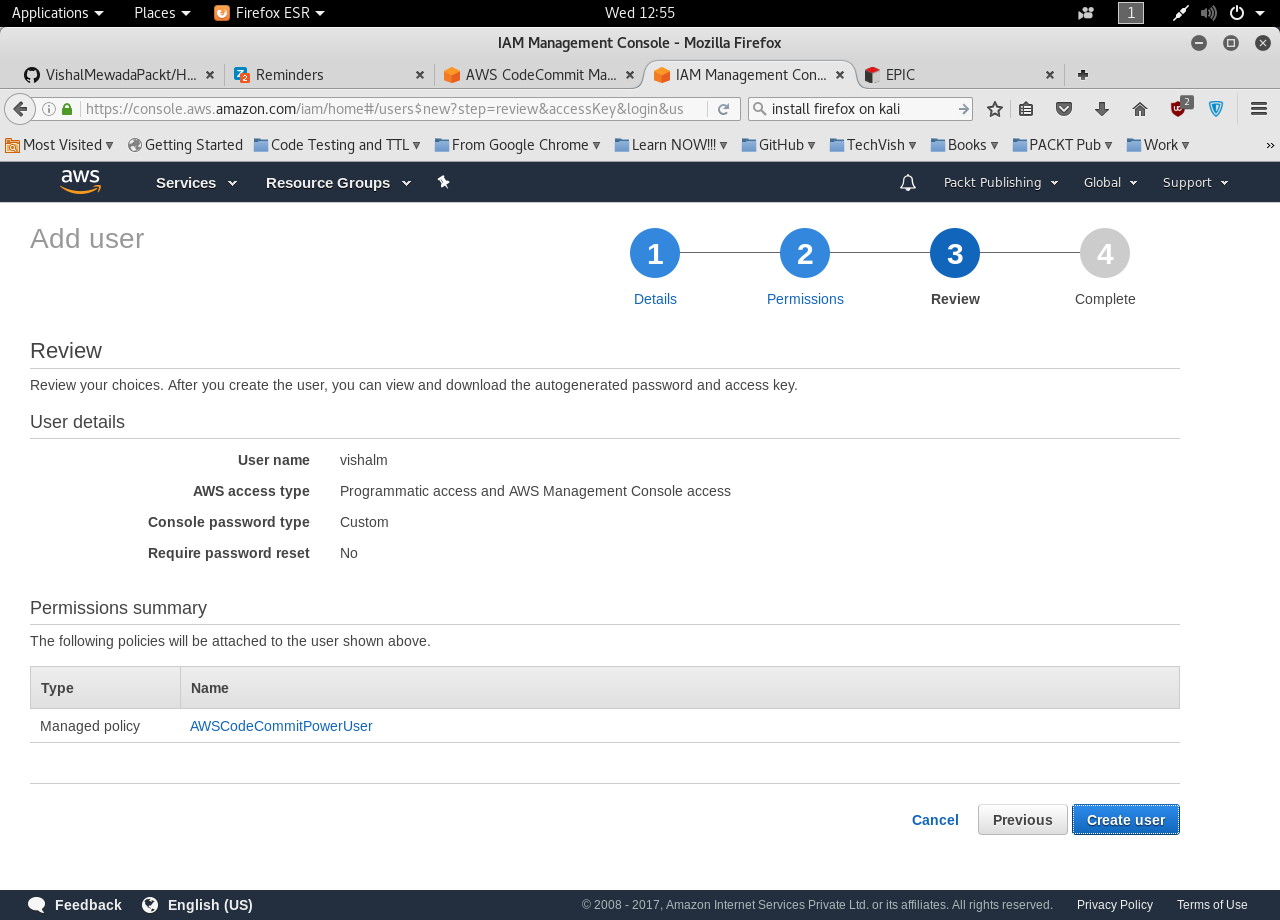 Applications Places Firefox ESR Wed 12:55 1
IAM Management Console - Mozilla Firefox
VishalMewadaPackt/H... Reminders AWS CodeCommit Ma... IAM Management Con... EPIC
https://console.aws.amazon.com/iam/home#/users$new?step=review&accessKey&login&us install firefox on kali 2
Most Visited Getting Started Code Testing and TTL From Google Chrome Learn NOW!!! GitHub TechVish Books PACKT Pub Work »
aws Services Resource Groups Packt Publishing Global Support
Add user
1 2 3 4
Details Permissions Review Complete
Review
Review your choices. After you create the user, you can view and download the autogenerated password and access key.
User details
User name vishalm
AWS access type Programmatic access and AWS Management Console access
Console password type Custom
Require password reset No
Permissions summary
The following policies will be attached to the user shown above.
Type Name
Managed policy AWSCodeCommitPowerUser
Cancel Previous Create user
Feedback English (US) © 2008 - 2017, Amazon Internet Services Private Ltd. or its affiliates. All rights reserved. Privacy Policy Terms of Use